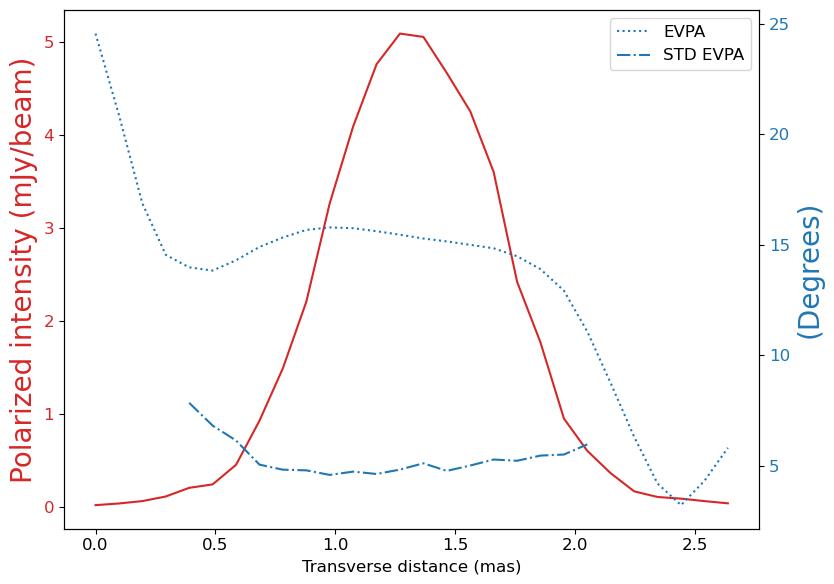 EVPA
STD EVPA
Polarized intensity (mJy/beam)
5
4
3
2
1
0
25
20
15
10
5
(Degrees)
0.0 0.5 1.0 1.5 2.0 2.5
Transverse distance (mas)